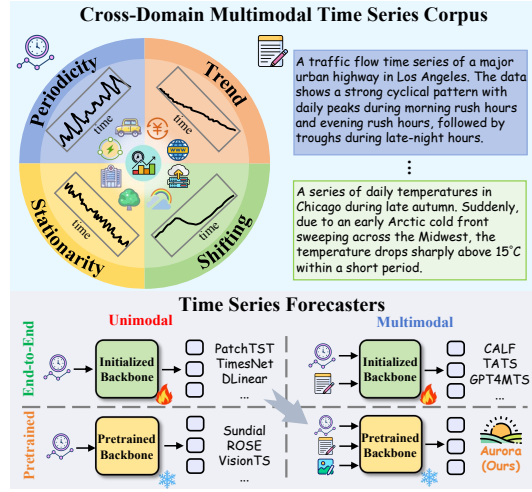 Cross-Domain Multimodal Time Series Corpus
Periodicity
time
Trend
time
Stationarity
time
Shifting
time
WWW
A traffic flow time series of a major
urban highway in Los Angeles. The data
shows a strong cyclical pattern with
daily peaks during morning rush hours
and evening rush hours, followed by
troughs during late-night hours.
...
A series of daily temperatures in
Chicago during late autumn. Suddenly,
due to an early Arctic cold front
sweeping across the Midwest, the
temperature drops sharply above 15°C
within a short period.
Time Series Forecasters
Unimodal
Multimodal
End-to-End
Initialized
Backbone
PatchTST
TimesNet
DLinear
...
Initialized
Backbone
CALF
TATS
GPT4MTS
...
Pretrained
Pretrained
Backbone
Sundial
ROSE
VisionTS
...
Pretrained
Backbone
Aurora
(Ours)